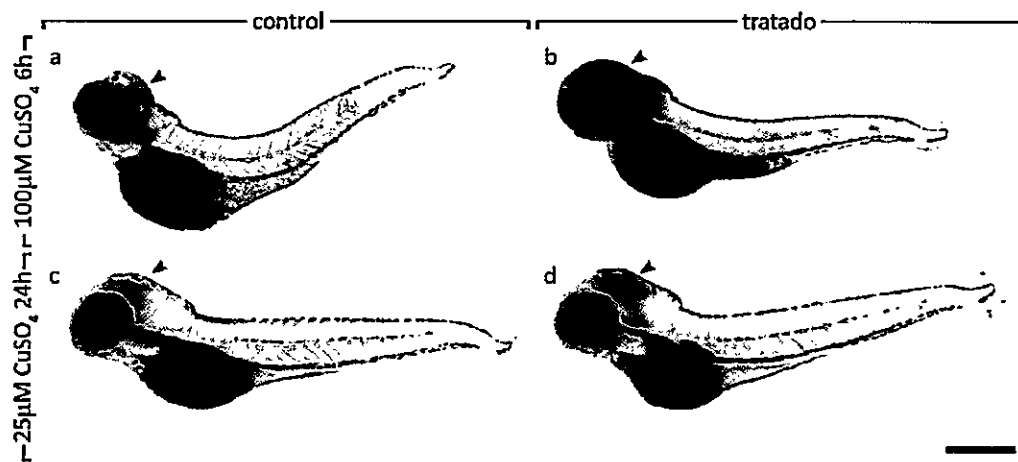 control
tratado
a
b
c
d
100µM CuSO₄ 6h
25µM CuSO₄ 24h